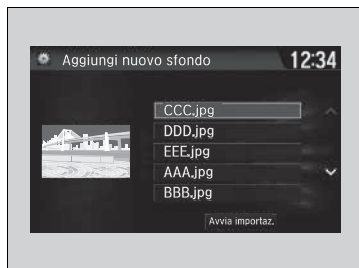 Aggiungi nuovo sfondo 12:34
CCC.jpg
DDD.jpg
EEE.jpg
AAA.jpg
BBB.jpg
Avvia importaz.